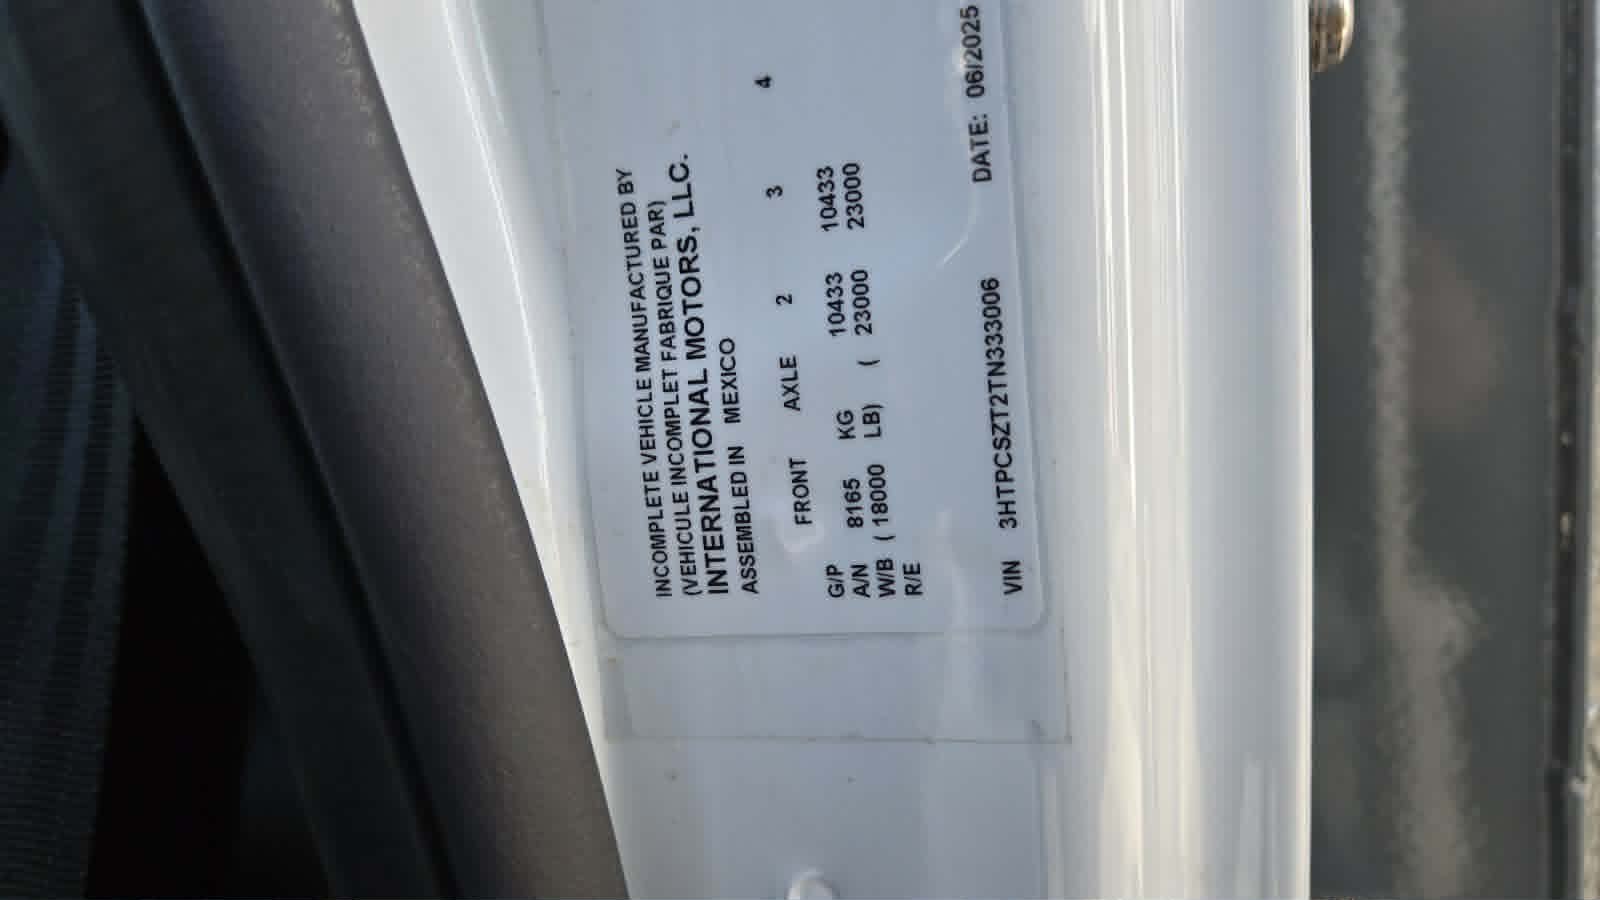 INCOMPLETE VEHICLE MANUFACTURED BY
(VEHICULE INCOMPLET FABRIQUE PAR)
INTERNATIONAL MOTORS, LLC.
ASSEMBLED IN MEXICO
FRONT AXLE 2 3 4
G/P
A/N 8165 KG 10433 10433
W/B ( 18000 LB) ( 23000 23000
R/E
VIN 3HTPCSZT2TN333006 DATE: 06/2025